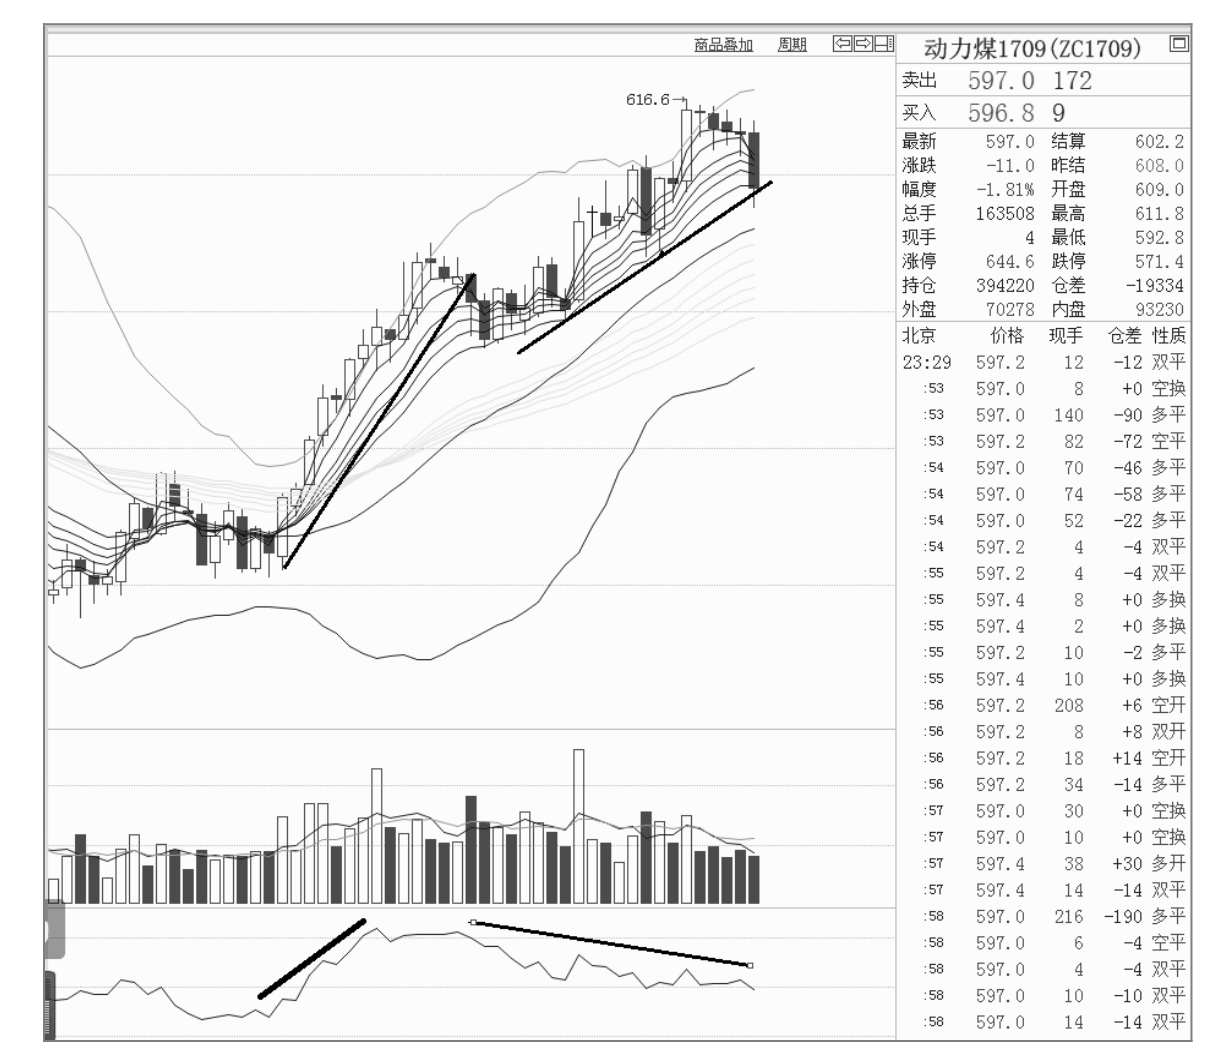 商品叠加 周期
616.6
动力煤1709(ZC1709)
卖出 597.0 172
买入 596.8 9
最新 597.0 结算 602.2
涨跌 -11.0 昨结 608.0
幅度 -1.81% 开盘 609.0
总手 163508 最高 611.8
现手 4 最低 592.8
涨停 644.6 跌停 571.4
持仓 394220 仓差 -19334
外盘 70278 内盘 93230
北京 价格 现手 仓差 性质
23:29 597.2 12 -12 双平
:53 597.0 8 +0 空换
:53 597.0 140 -90 多平
:53 597.2 82 -72 空平
:54 597.0 70 -46 多平
:54 597.0 74 -58 多平
:54 597.0 52 -22 多平
:54 597.2 4 -4 双平
:55 597.2 4 -4 双平
:55 597.4 8 +0 多换
:55 597.4 2 +0 多换
:55 597.2 10 -2 多平
:55 597.4 10 +0 多换
:56 597.2 208 +6 空开
:56 597.2 8 +8 双开
:56 597.2 18 +14 空开
:56 597.2 34 -14 多平
:57 597.0 30 +0 空换
:57 597.0 10 +0 空换
:57 597.4 38 +30 多开
:57 597.4 14 -14 双平
:58 597.0 216 -190 多平
:58 597.0 6 -4 空平
:58 597.0 4 -4 双平
:58 597.0 10 -10 双平
:58 597.0 14 -14 双平